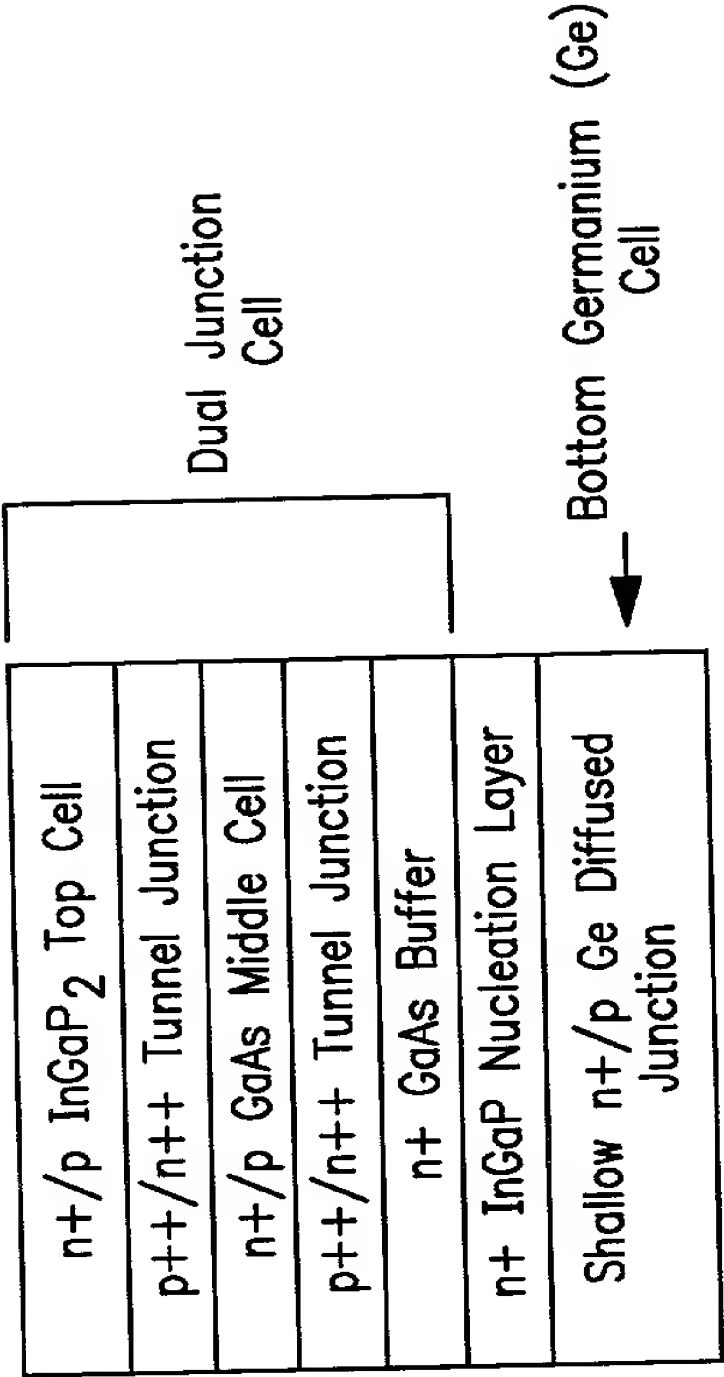 n+/p InGaP2 Top Cell
p++/n++ Tunnel Junction
n+/p GaAs Middle Cell
p++/n++ Tunnel Junction
n+ GaAs Buffer
n+ InGaP Nucleation Layer
Shallow n+/p Ge Diffused
Junction
Dual Junction
Cell
Bottom Germanium (Ge)
Cell